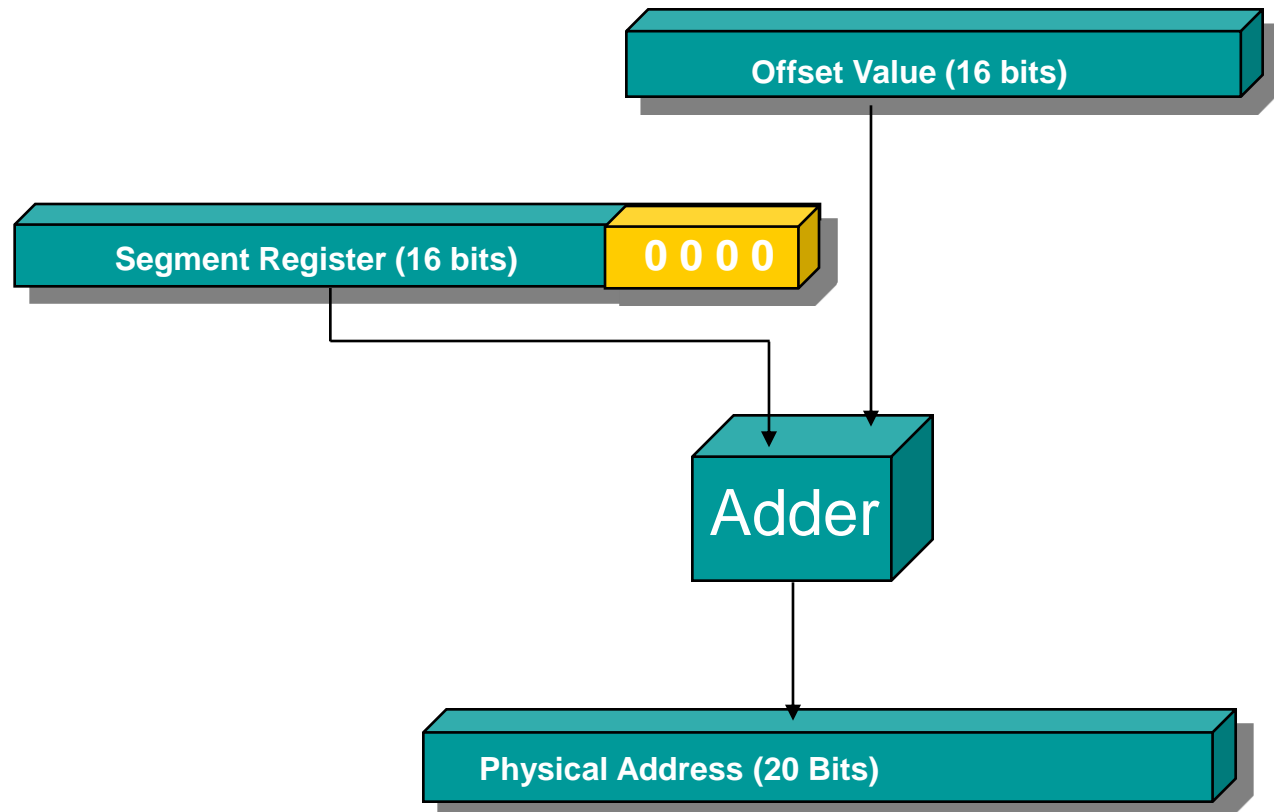 Offset Value (16 bits)
Segment Register (16 bits) 0 0 0 0
Adder
Physical Address (20 Bits)